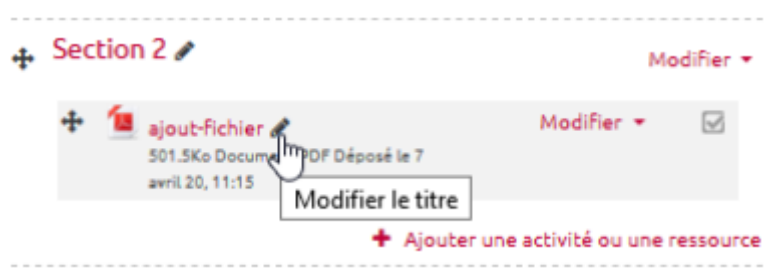 Section 2
Modifier
ajout-fichier
Modifier
501.5Ko Docume PDF Déposé le 7
avril 20, 11:15
Modifier le titre
Ajouter une activité ou une ressource